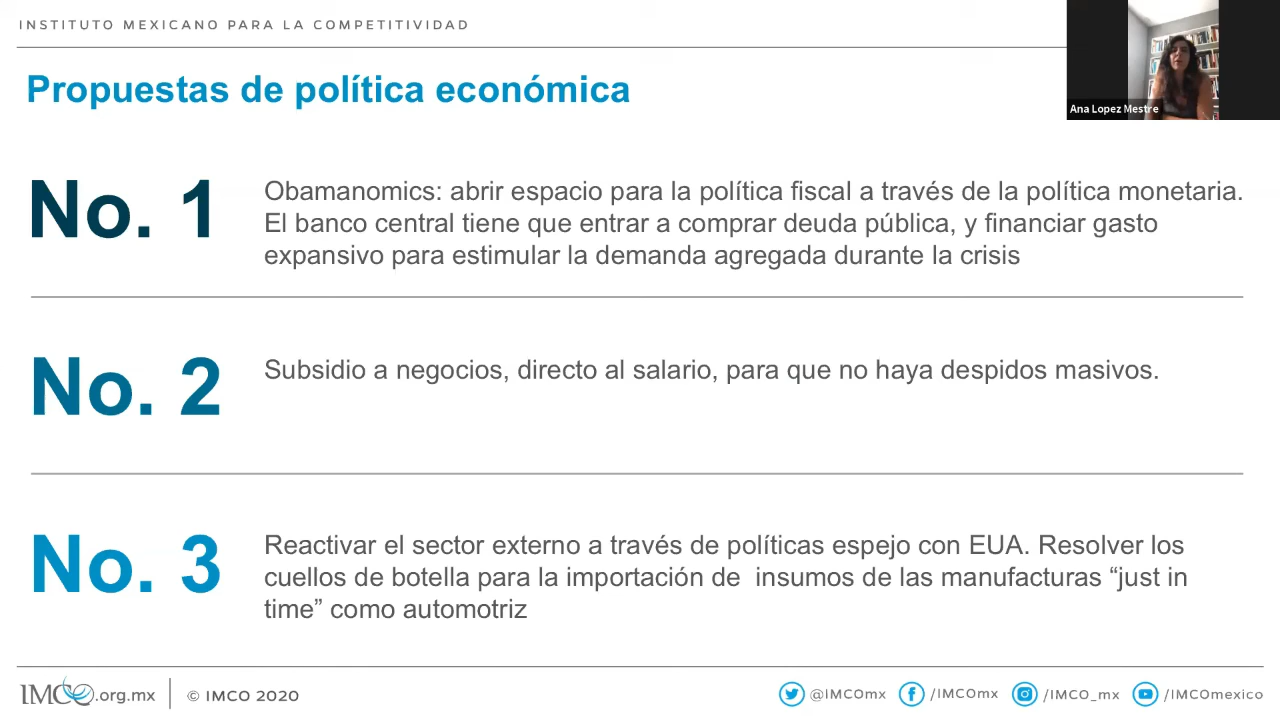 INSTITUTO MEXICANO PARA LA COMPETITIVIDAD
Ana Lopez Mestre
Propuestas de política económica
No. 1
Obamanomics: abrir espacio para la política fiscal a través de la política monetaria.
El banco central tiene que entrar a comprar deuda pública, y financiar gasto
expansivo para estimular la demanda agregada durante la crisis
No. 2
Subsidio a negocios, directo al salario, para que no haya despidos masivos.
No. 3
Reactivar el sector externo a través de políticas espejo con EUA. Resolver los
cuellos de botella para la importación de  insumos de las manufacturas “just in
time” como automotriz
IMCO.org.mx
© IMCO 2020
@IMCOmx
/IMCOmx
/IMCO_mx
/IMCOmexico